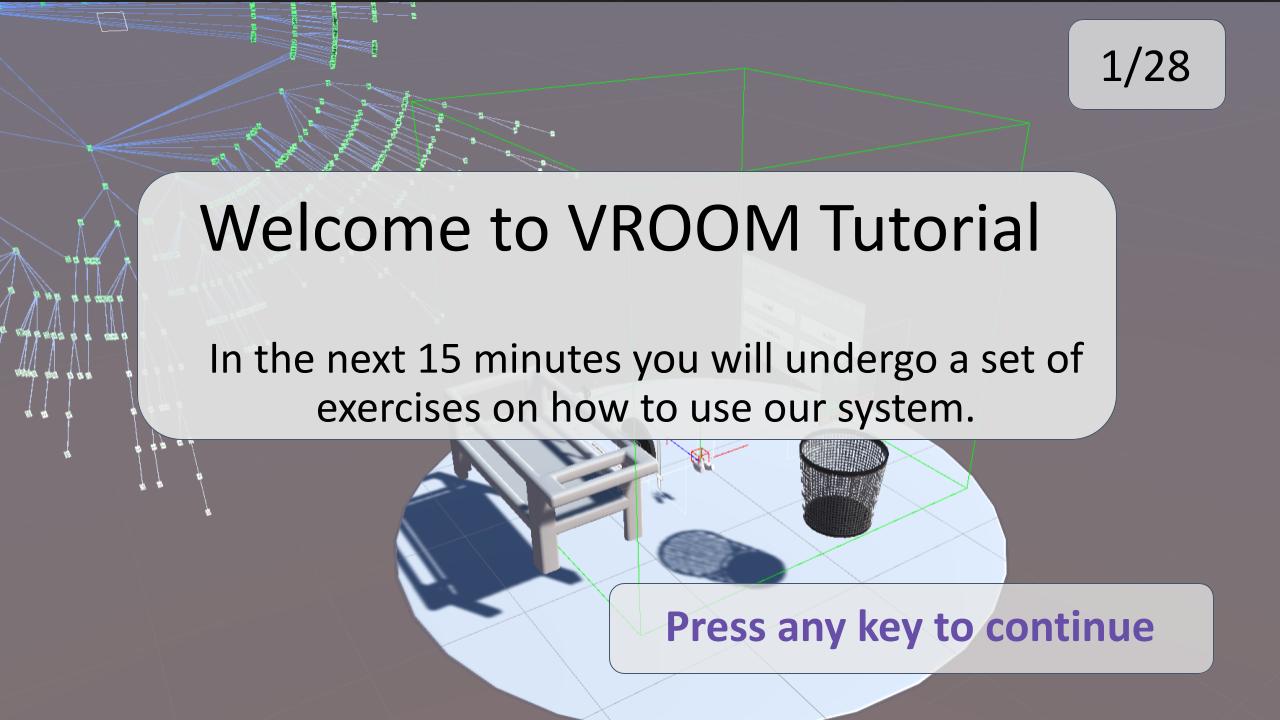 1/28
Welcome to VROOM Tutorial
In the next 15 minutes you will undergo a set of
exercises on how to use our system.
Press any key to continue